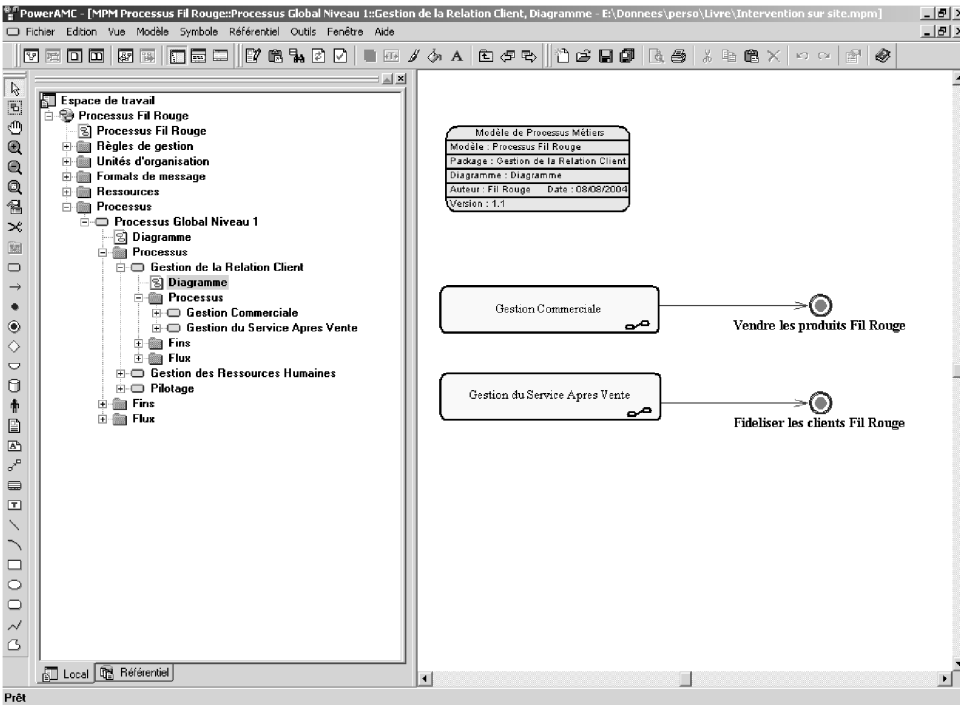 PowerAMC - [MPM Processus Fil Rouge::Processus Global Niveau 1::Gestion de la Relation Client, Diagramme - E:\Donnees\perso\Livre\Intervention sur site.mpm]
Fichier Edition Vue Modèle Symbole Référentiel Outils Fenêtre Aide
Espace de travail
Processus Fil Rouge
Processus Fil Rouge
Règles de gestion
Unités d'organisation
Formats de message
Ressources
Processus
Processus Global Niveau 1
Diagramme
Processus
Gestion de la Relation Client
Diagramme
Processus
Gestion Commerciale
Gestion du Service Apres Vente
Fins
Flux
Gestion des Ressources Humaines
Pilotage
Fins
Flux
Local Référentiel
Modèle de Processus Métiers
Modèle : Processus Fil Rouge
Package : Gestion de la Relation Client
Diagramme : Diagramme
Auteur : Fil Rouge Date : 08/08/2004
Version : 1.1
Gestion Commerciale
Vendre les produits Fil Rouge
Gestion du Service Apres Vente
Fideliser les clients Fil Rouge
Prêt